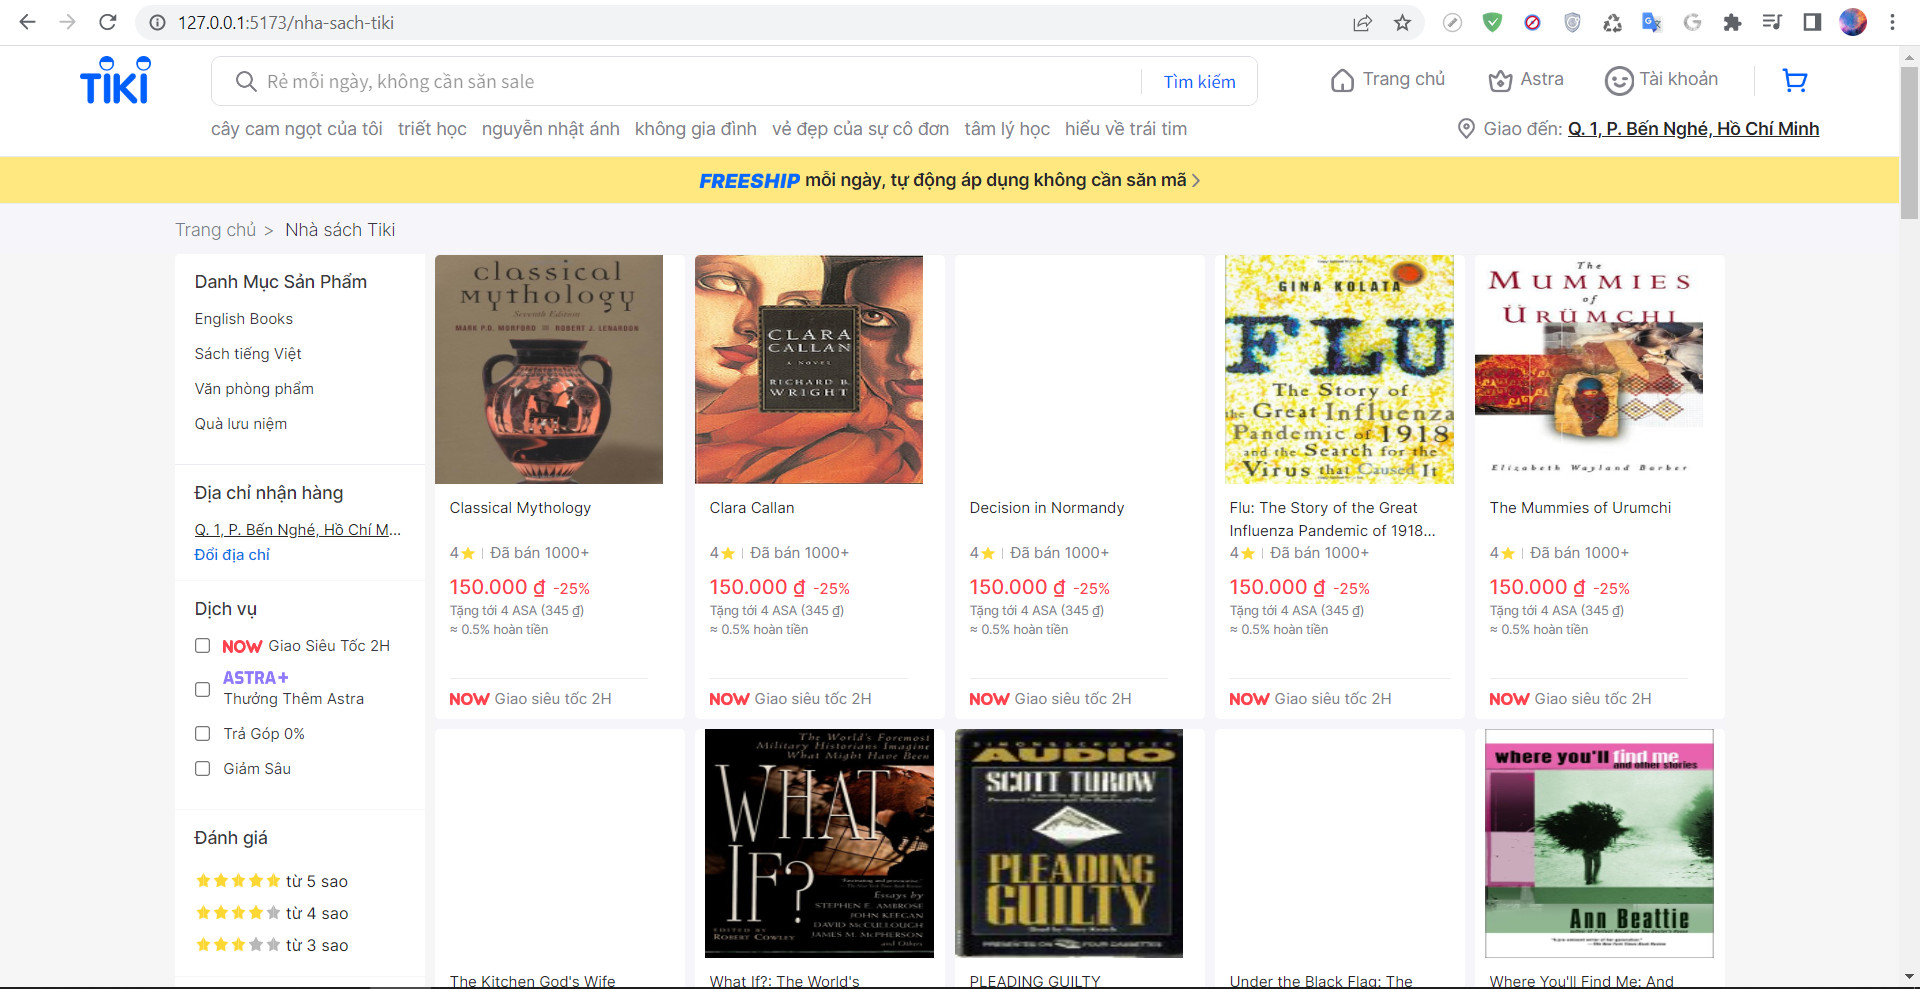 127.0.0.1:5173/nha-sach-tiki
TIKI
Rẻ mỗi ngày, không cần săn sale
Tìm kiếm
Trang chủ
Astra
Tài khoản
cây cam ngọt của tôi triết học nguyễn nhật ánh không gia đình vẻ đẹp của sự cô đơn tâm lý học hiểu về trái tim
Giao đến: Q. 1, P. Bến Nghé, Hồ Chí Minh
FREESHIP mỗi ngày, tự động áp dụng không cần săn mã >
Trang chủ > Nhà sách Tiki
Danh Mục Sản Phẩm
English Books
Sách tiếng Việt
Văn phòng phẩm
Quà lưu niệm
Địa chỉ nhận hàng
Q. 1, P. Bến Nghé, Hồ Chí M...
Đổi địa chỉ
Dịch vụ
NOW Giao Siêu Tốc 2H
ASTRA+
Thưởng Thêm Astra
Trả Góp 0%
Giảm Sâu
Đánh giá
từ 5 sao
từ 4 sao
từ 3 sao
classical
Mythology
Seventh Edition
MARK P.O. MORFORD ROBERT J. LENARDON
Classical Mythology
4 | Đã bán 1000+
150.000 ₫ -25%
Tặng tới 4 ASA (345 ₫)
≈ 0.5% hoàn tiền
NOW Giao siêu tốc 2H
CLARA
CALLAN
A NOVEL
RICHARD B.
WRIGHT
Clara Callan
4 | Đã bán 1000+
150.000 ₫ -25%
Tặng tới 4 ASA (345 ₫)
≈ 0.5% hoàn tiền
NOW Giao siêu tốc 2H
Decision in Normandy
4 | Đã bán 1000+
150.000 ₫ -25%
Tặng tới 4 ASA (345 ₫)
≈ 0.5% hoàn tiền
NOW Giao siêu tốc 2H
GINA KOLATA
FLU
The Story of
the Great Influenza
Pandemic of 1918
and the Search for the
Virus that Caused It
Flu: The Story of the Great
Influenza Pandemic of 1918...
4 | Đã bán 1000+
150.000 ₫ -25%
Tặng tới 4 ASA (345 ₫)
≈ 0.5% hoàn tiền
NOW Giao siêu tốc 2H
The
MUMMIES
of
ÜRÜMCHI
Elizabeth Wayland Barber
The Mummies of Urumchi
4 | Đã bán 1000+
150.000 ₫ -25%
Tặng tới 4 ASA (345 ₫)
≈ 0.5% hoàn tiền
NOW Giao siêu tốc 2H
The Kitchen God's Wife
The World's Foremost
Military Historians Imagine
What Might Have Been
WHAT
IF?
Essays by
STEPHEN E. AMBROSE
JOHN KEEGAN
DAVID McCULLOUGH
JAMES M. McPHERSON
and Others
EDITED BY
ROBERT COWLEY
What If?: The World's
SIMON & SCHUSTER
AUDIO
SCOTT TUROW
PLEADING
GUILTY
PRESENTED ON FOUR CASSETTES
PLEADING GUILTY
Under the Black Flag: The
where you'll find me
and other stories
Ann Beattie
Where You'll Find Me: And